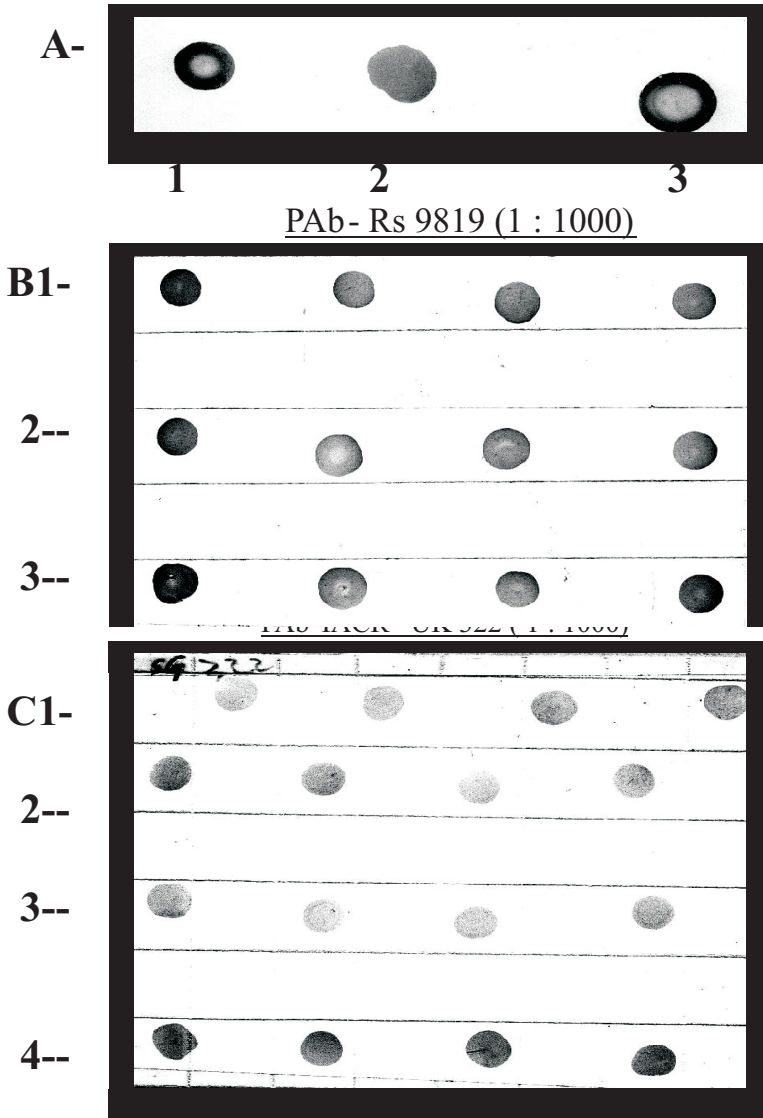 A-
1 2 3
PAb- Rs 9819 (1 : 1000)
B1-
2--
3--
C1-
2--
3--
4--